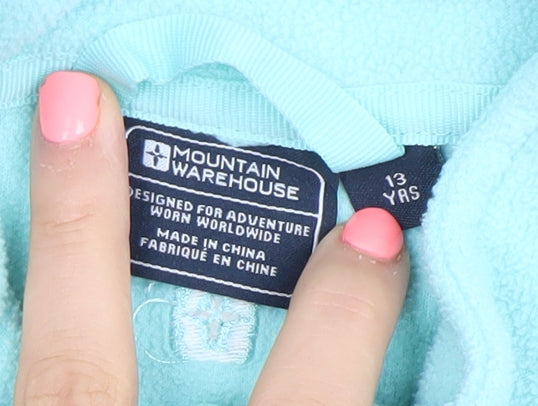 MOUNTAIN
WAREHOUSE
DESIGNED FOR ADVENTURE
WORN WORLDWIDE
MADE IN CHINA
FABRIQUÉ EN CHINE
13
YRS